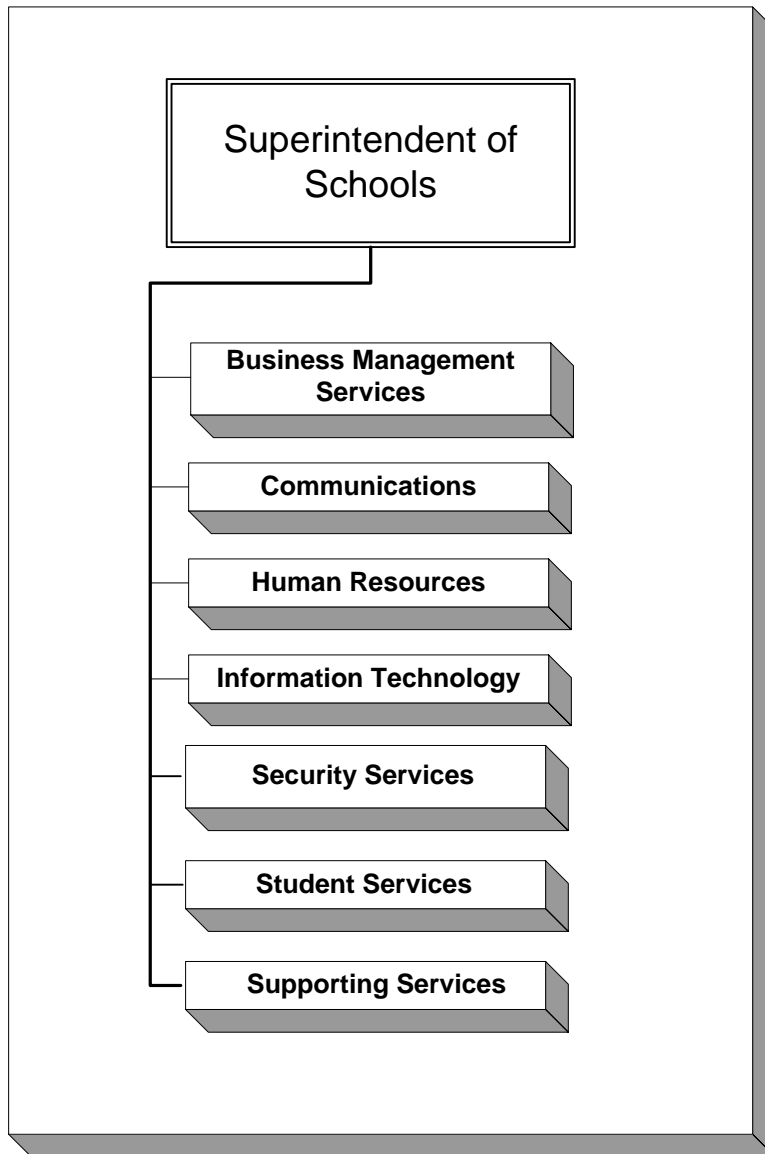 Superintendent of
Schools
Business Management
Services
Communications
Human Resources
Information Technology
Security Services
Student Services
Supporting Services